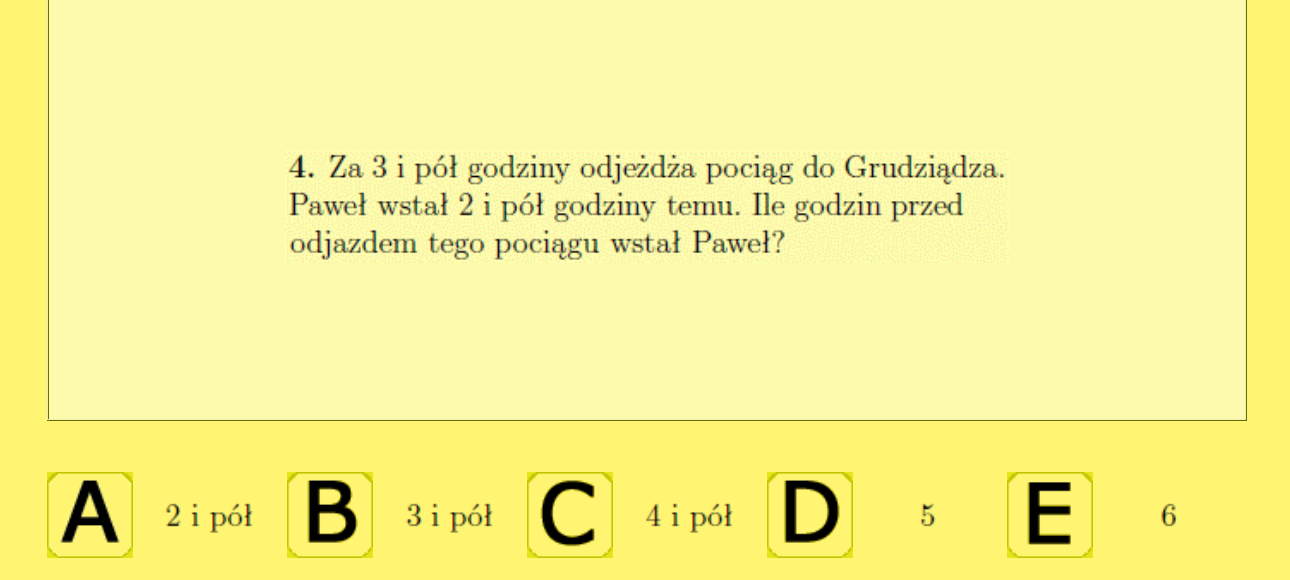 4. Za 3 i pół godziny odjeżdża pociąg do Grudziądza.
Paweł wstał 2 i pół godziny temu. Ile godzin przed
odjazdem tego pociągu wstał Paweł?
A 2 i pół B 3 i pół C 4 i pół D 5 E 6